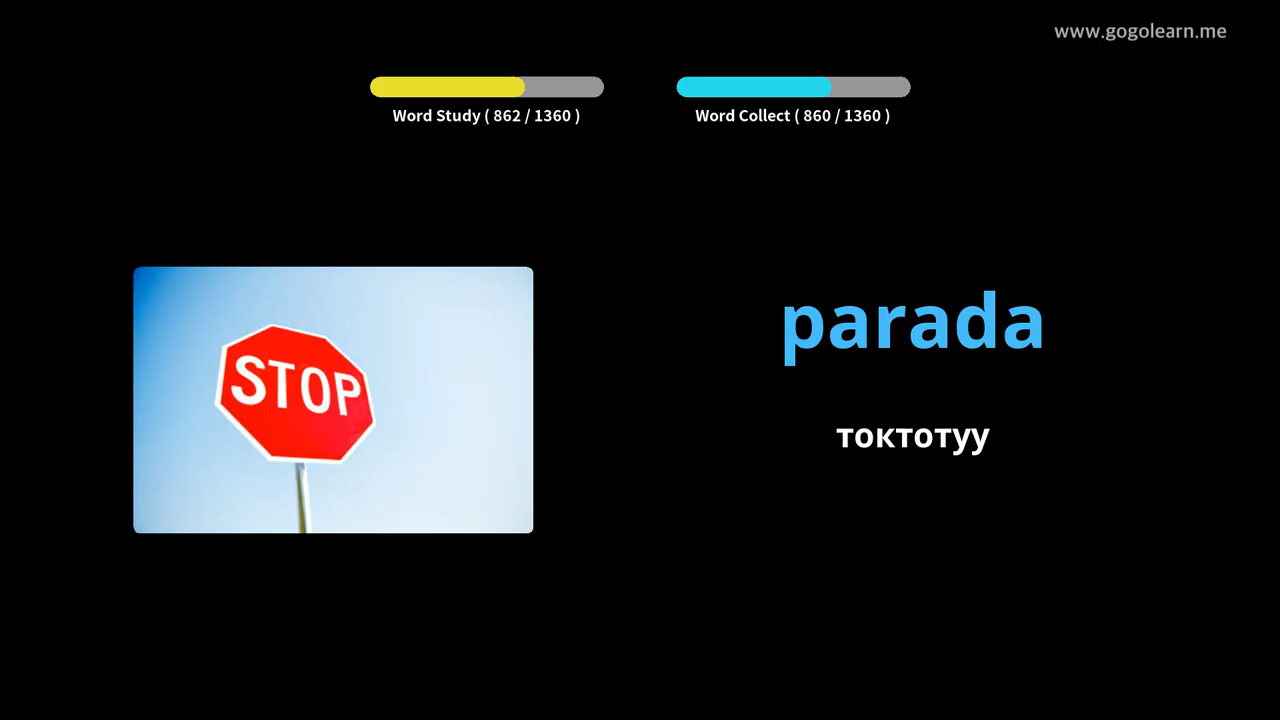 www.gogolearn.me
Word Study ( 862 / 1360 )
Word Collect ( 860 / 1360 )
STOP
parada
токтотуу